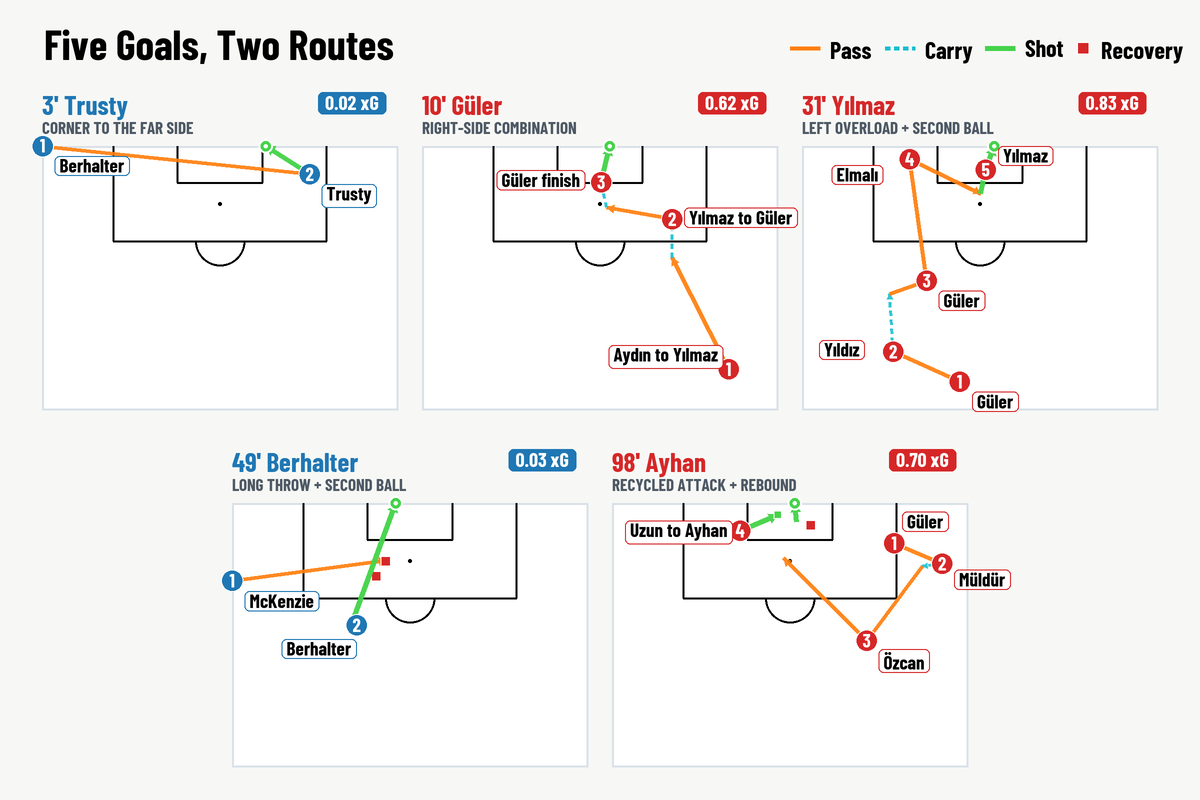 Five Goals, Two Routes
Pass
Carry
Shot
Recovery
3' Trusty
0.02 xG
CORNER TO THE FAR SIDE
1
Berhalter
2
Trusty
10' Güler
0.62 xG
RIGHT-SIDE COMBINATION
Güler finish
3
2
Yılmaz to Güler
Aydın to Yılmaz
1
31' Yılmaz
0.83 xG
LEFT OVERLOAD + SECOND BALL
4
Yılmaz
Elmalı
5
3
Güler
Yıldız
2
1
Güler
49' Berhalter
0.03 xG
LONG THROW + SECOND BALL
1
McKenzie
2
Berhalter
98' Ayhan
0.70 xG
RECYCLED ATTACK + REBOUND
Uzun to Ayhan
4
Güler
1
2
Müldür
3
Özcan